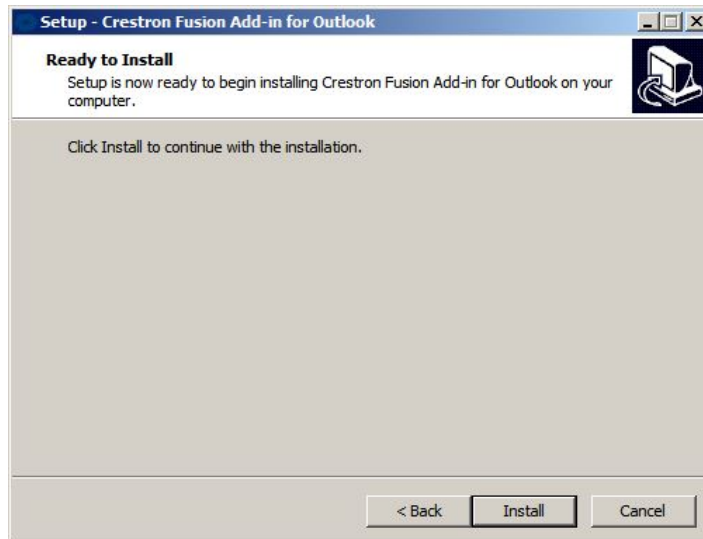 Setup - Crestron Fusion Add-in for Outlook
Ready to Install
Setup is now ready to begin installing Crestron Fusion Add-in for Outlook on your
computer.
Click Install to continue with the installation.
< Back Install Cancel